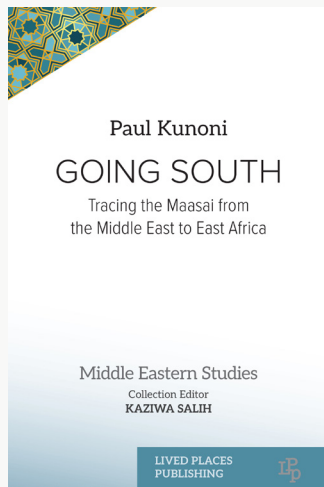 Paul Kunoni
GOING SOUTH
Tracing the Maasai from
the Middle East to East Africa
Middle Eastern Studies
Collection Editor
KAZIWA SALIH
LIVED PLACES
PUBLISHING
LPP